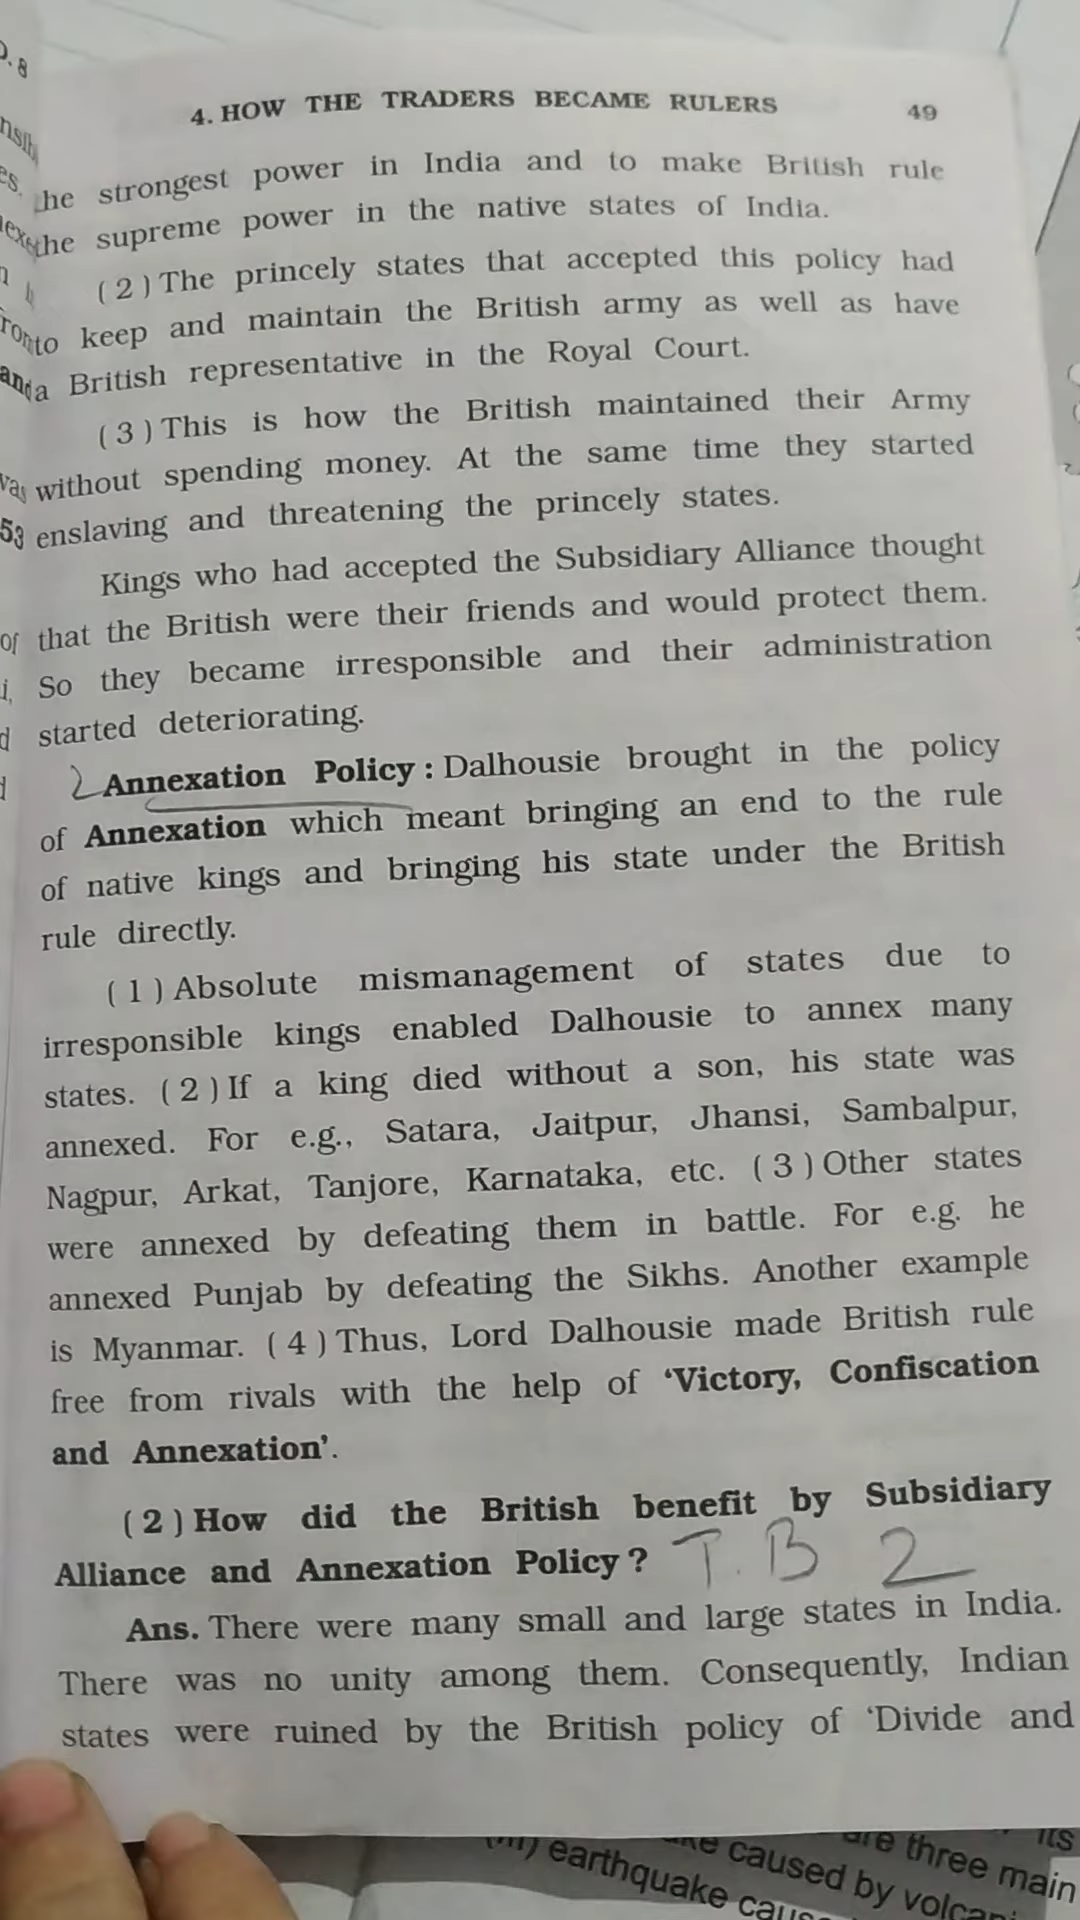 4. HOW THE TRADERS BECAME RULERS 49
the strongest power in India and to make British rule
the supreme power in the native states of India.
( 2 ) The princely states that accepted this policy had
to keep and maintain the British army as well as have
a British representative in the Royal Court.
( 3 ) This is how the British maintained their Army
without spending money. At the same time they started
enslaving and threatening the princely states.
Kings who had accepted the Subsidiary Alliance thought
that the British were their friends and would protect them.
So they became irresponsible and their administration
started deteriorating.
2 Annexation Policy : Dalhousie brought in the policy
of Annexation which meant bringing an end to the rule
of native kings and bringing his state under the British
rule directly.
( 1 ) Absolute mismanagement of states due to
irresponsible kings enabled Dalhousie to annex many
states. ( 2 ) If a king died without a son, his state was
annexed. For e.g., Satara, Jaitpur, Jhansi, Sambalpur,
Nagpur, Arkat, Tanjore, Karnataka, etc. ( 3 ) Other states
were annexed by defeating them in battle. For e.g. he
annexed Punjab by defeating the Sikhs. Another example
is Myanmar. ( 4 ) Thus, Lord Dalhousie made British rule
free from rivals with the help of 'Victory, Confiscation
and Annexation'.
( 2 ) How did the British benefit by Subsidiary
Alliance and Annexation Policy ? T. B 2
Ans. There were many small and large states in India.
There was no unity among them. Consequently, Indian
states were ruined by the British policy of 'Divide and
are three main
caused by
earthquake